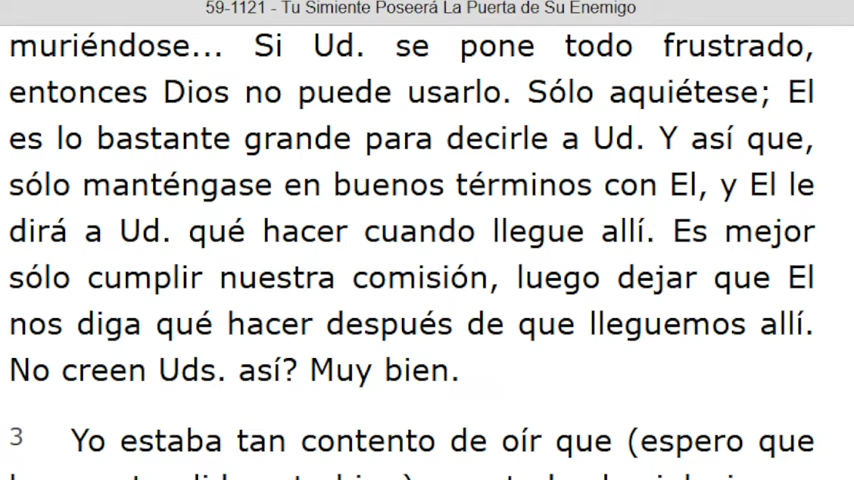 59-1121 - Tu Simiente Poseerá La Puerta de Su Enemigo
muriéndose... Si Ud. se pone todo frustrado,
entonces Dios no puede usarlo. Sólo aquiétese; El
es lo bastante grande para decirle a Ud. Y así que,
sólo manténgase en buenos términos con El, y El le
dirá a Ud. qué hacer cuando llegue allí. Es mejor
sólo cumplir nuestra comisión, luego dejar que El
nos diga qué hacer después de que lleguemos allí.
No creen Uds. así? Muy bien.
3 Yo estaba tan contento de oír que (espero que